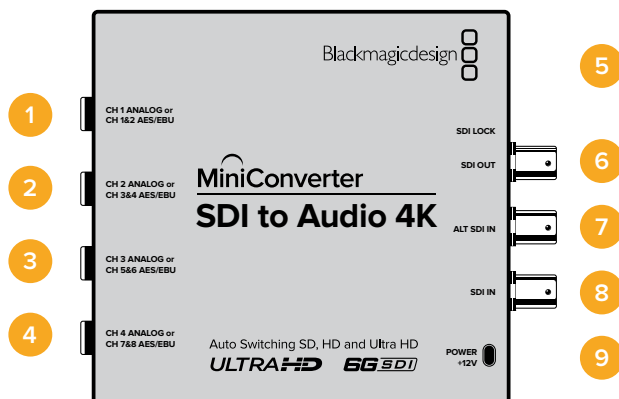 Blackmagicdesign
1
CH 1 ANALOG or
CH 1&2 AES/EBU
2
CH 2 ANALOG or
CH 3&4 AES/EBU
3
CH 3 ANALOG or
CH 5&6 AES/EBU
4
CH 4 ANALOG or
CH 7&8 AES/EBU
MiniConverter
SDI to Audio 4K
Auto Switching SD, HD and Ultra HD
ULTRAHD 6GSDI
5
SDI LOCK
SDI OUT
6
ALT SDI IN
7
SDI IN
8
POWER
+12V
9